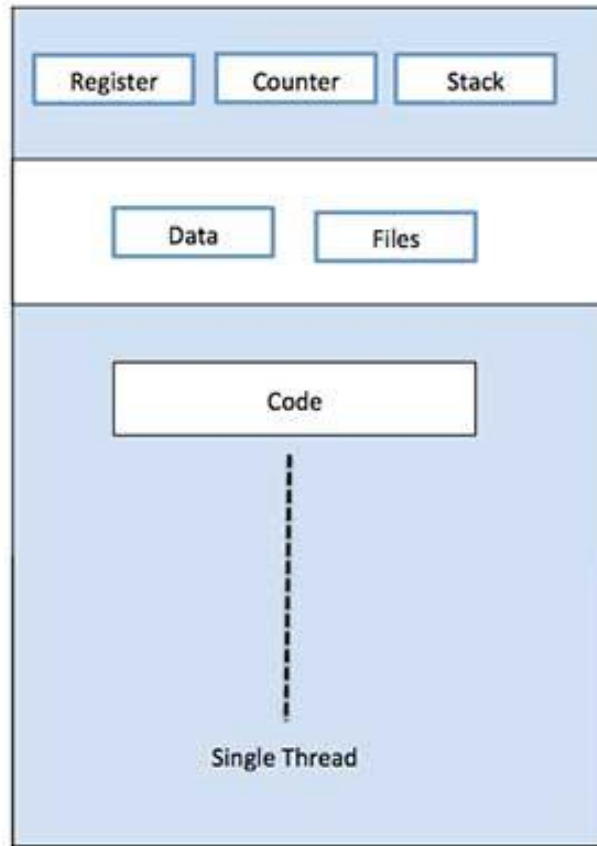 Register
Counter
Stack
Data
Files
Code
Single Thread